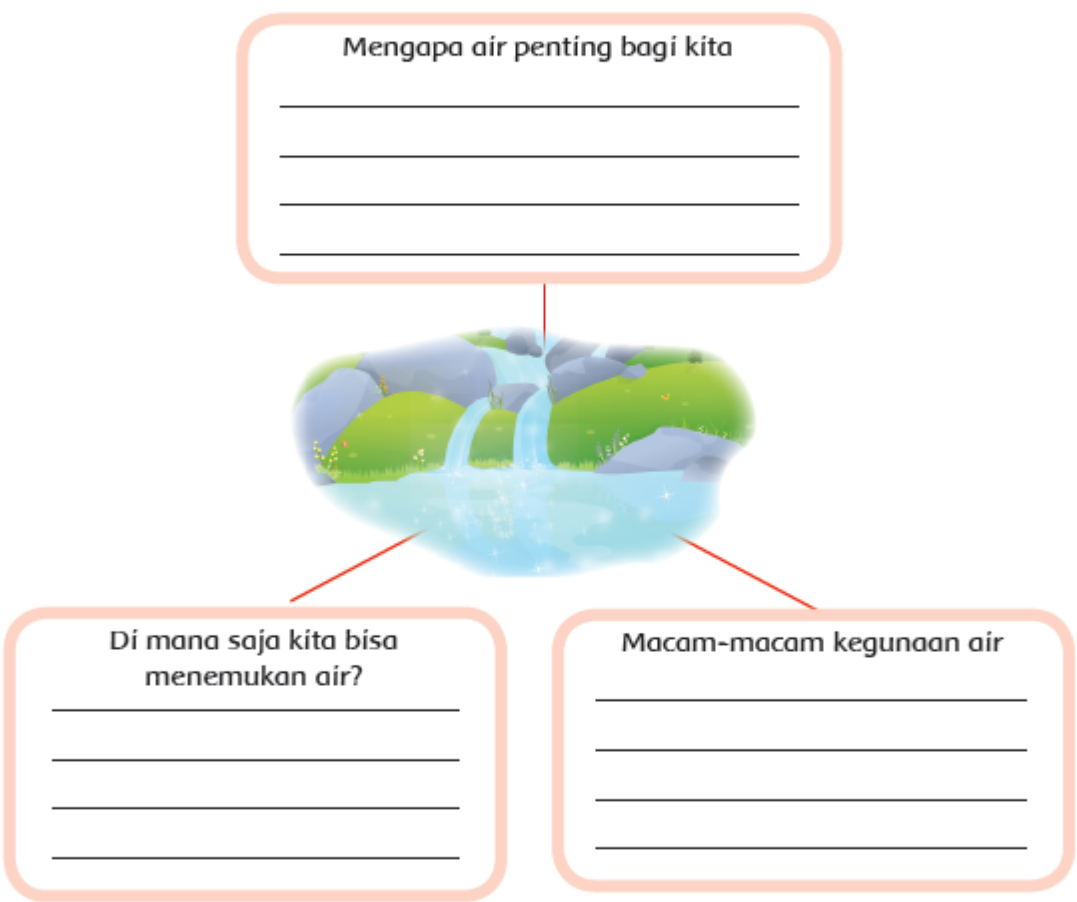 Mengapa air penting bagi kita
Di mana saja kita bisa
menemukan air?
Macam-macam kegunaan air